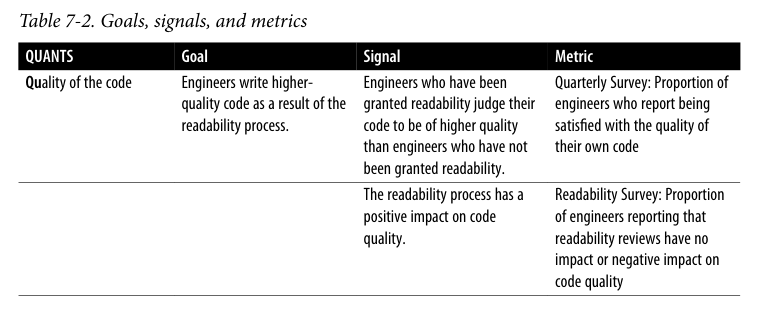 Table 7-2. Goals, signals, and metrics
QUANTS Goal Signal Metric
Quality of the code
Engineers write higher-
quality code as a result of the
readability process.
Engineers who have been
granted readability judge their
code to be of higher quality
than engineers who have not
been granted readability.
Quarterly Survey: Proportion of
engineers who report being
satisfied with the quality of
their own code
The readability process has a
positive impact on code
quality.
Readability Survey: Proportion
of engineers reporting that
readability reviews have no
impact or negative impact on
code quality